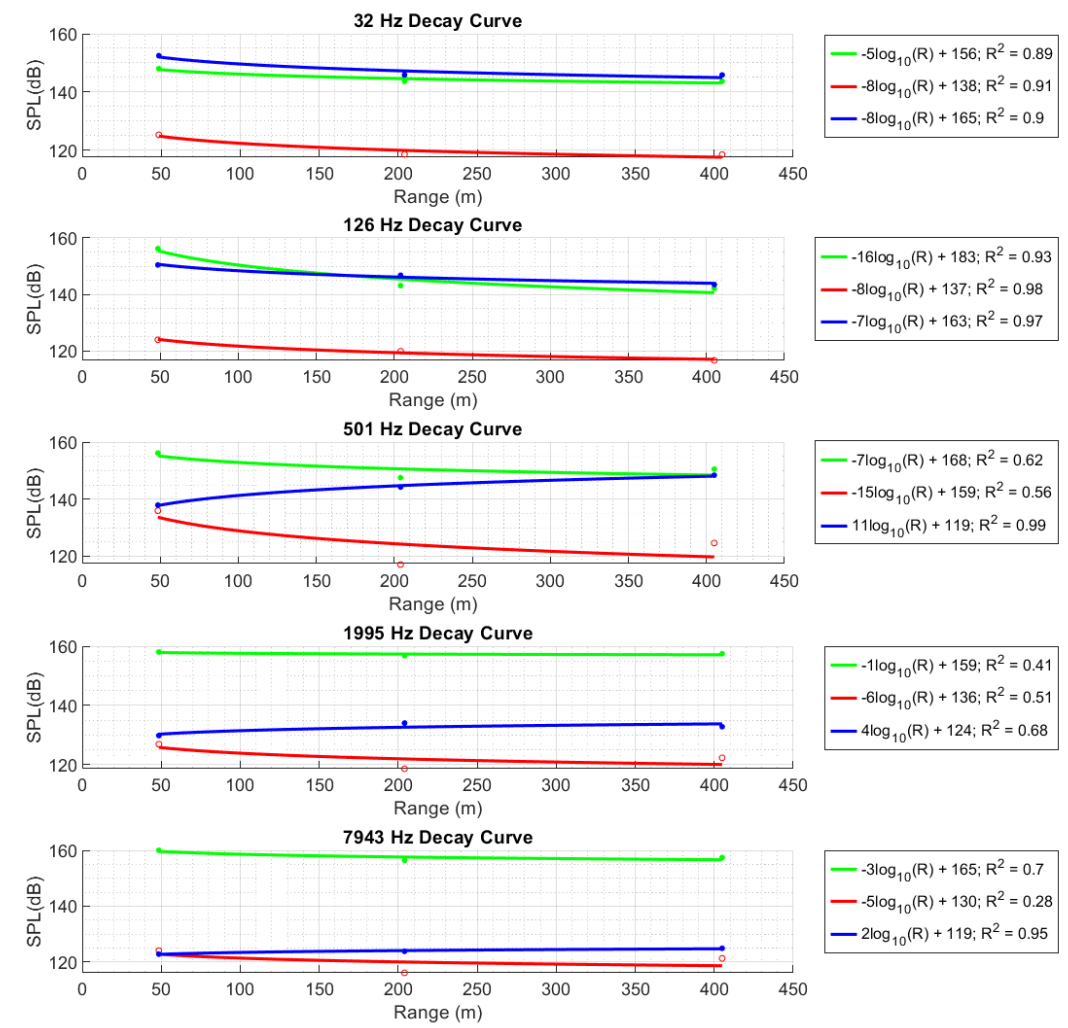 32 Hz Decay Curve
160
140
120
SPL(dB)
0 50 100 150 200 250 300 350 400 450
Range (m)
-5log10(R) + 156; R2 = 0.89
-8log10(R) + 138; R2 = 0.91
-8log10(R) + 165; R2 = 0.9
126 Hz Decay Curve
160
140
120
SPL(dB)
0 50 100 150 200 250 300 350 400 450
Range (m)
-16log10(R) + 183; R2 = 0.93
-8log10(R) + 137; R2 = 0.98
-7log10(R) + 163; R2 = 0.97
501 Hz Decay Curve
160
140
120
SPL(dB)
0 50 100 150 200 250 300 350 400 450
Range (m)
-7log10(R) + 168; R2 = 0.62
-15log10(R) + 159; R2 = 0.56
11log10(R) + 119; R2 = 0.99
1995 Hz Decay Curve
160
140
120
SPL(dB)
0 50 100 150 200 250 300 350 400 450
Range (m)
-1log10(R) + 159; R2 = 0.41
-6log10(R) + 136; R2 = 0.51
4log10(R) + 124; R2 = 0.68
7943 Hz Decay Curve
160
140
120
SPL(dB)
0 50 100 150 200 250 300 350 400 450
Range (m)
-3log10(R) + 165; R2 = 0.7
-5log10(R) + 130; R2 = 0.28
2log10(R) + 119; R2 = 0.95